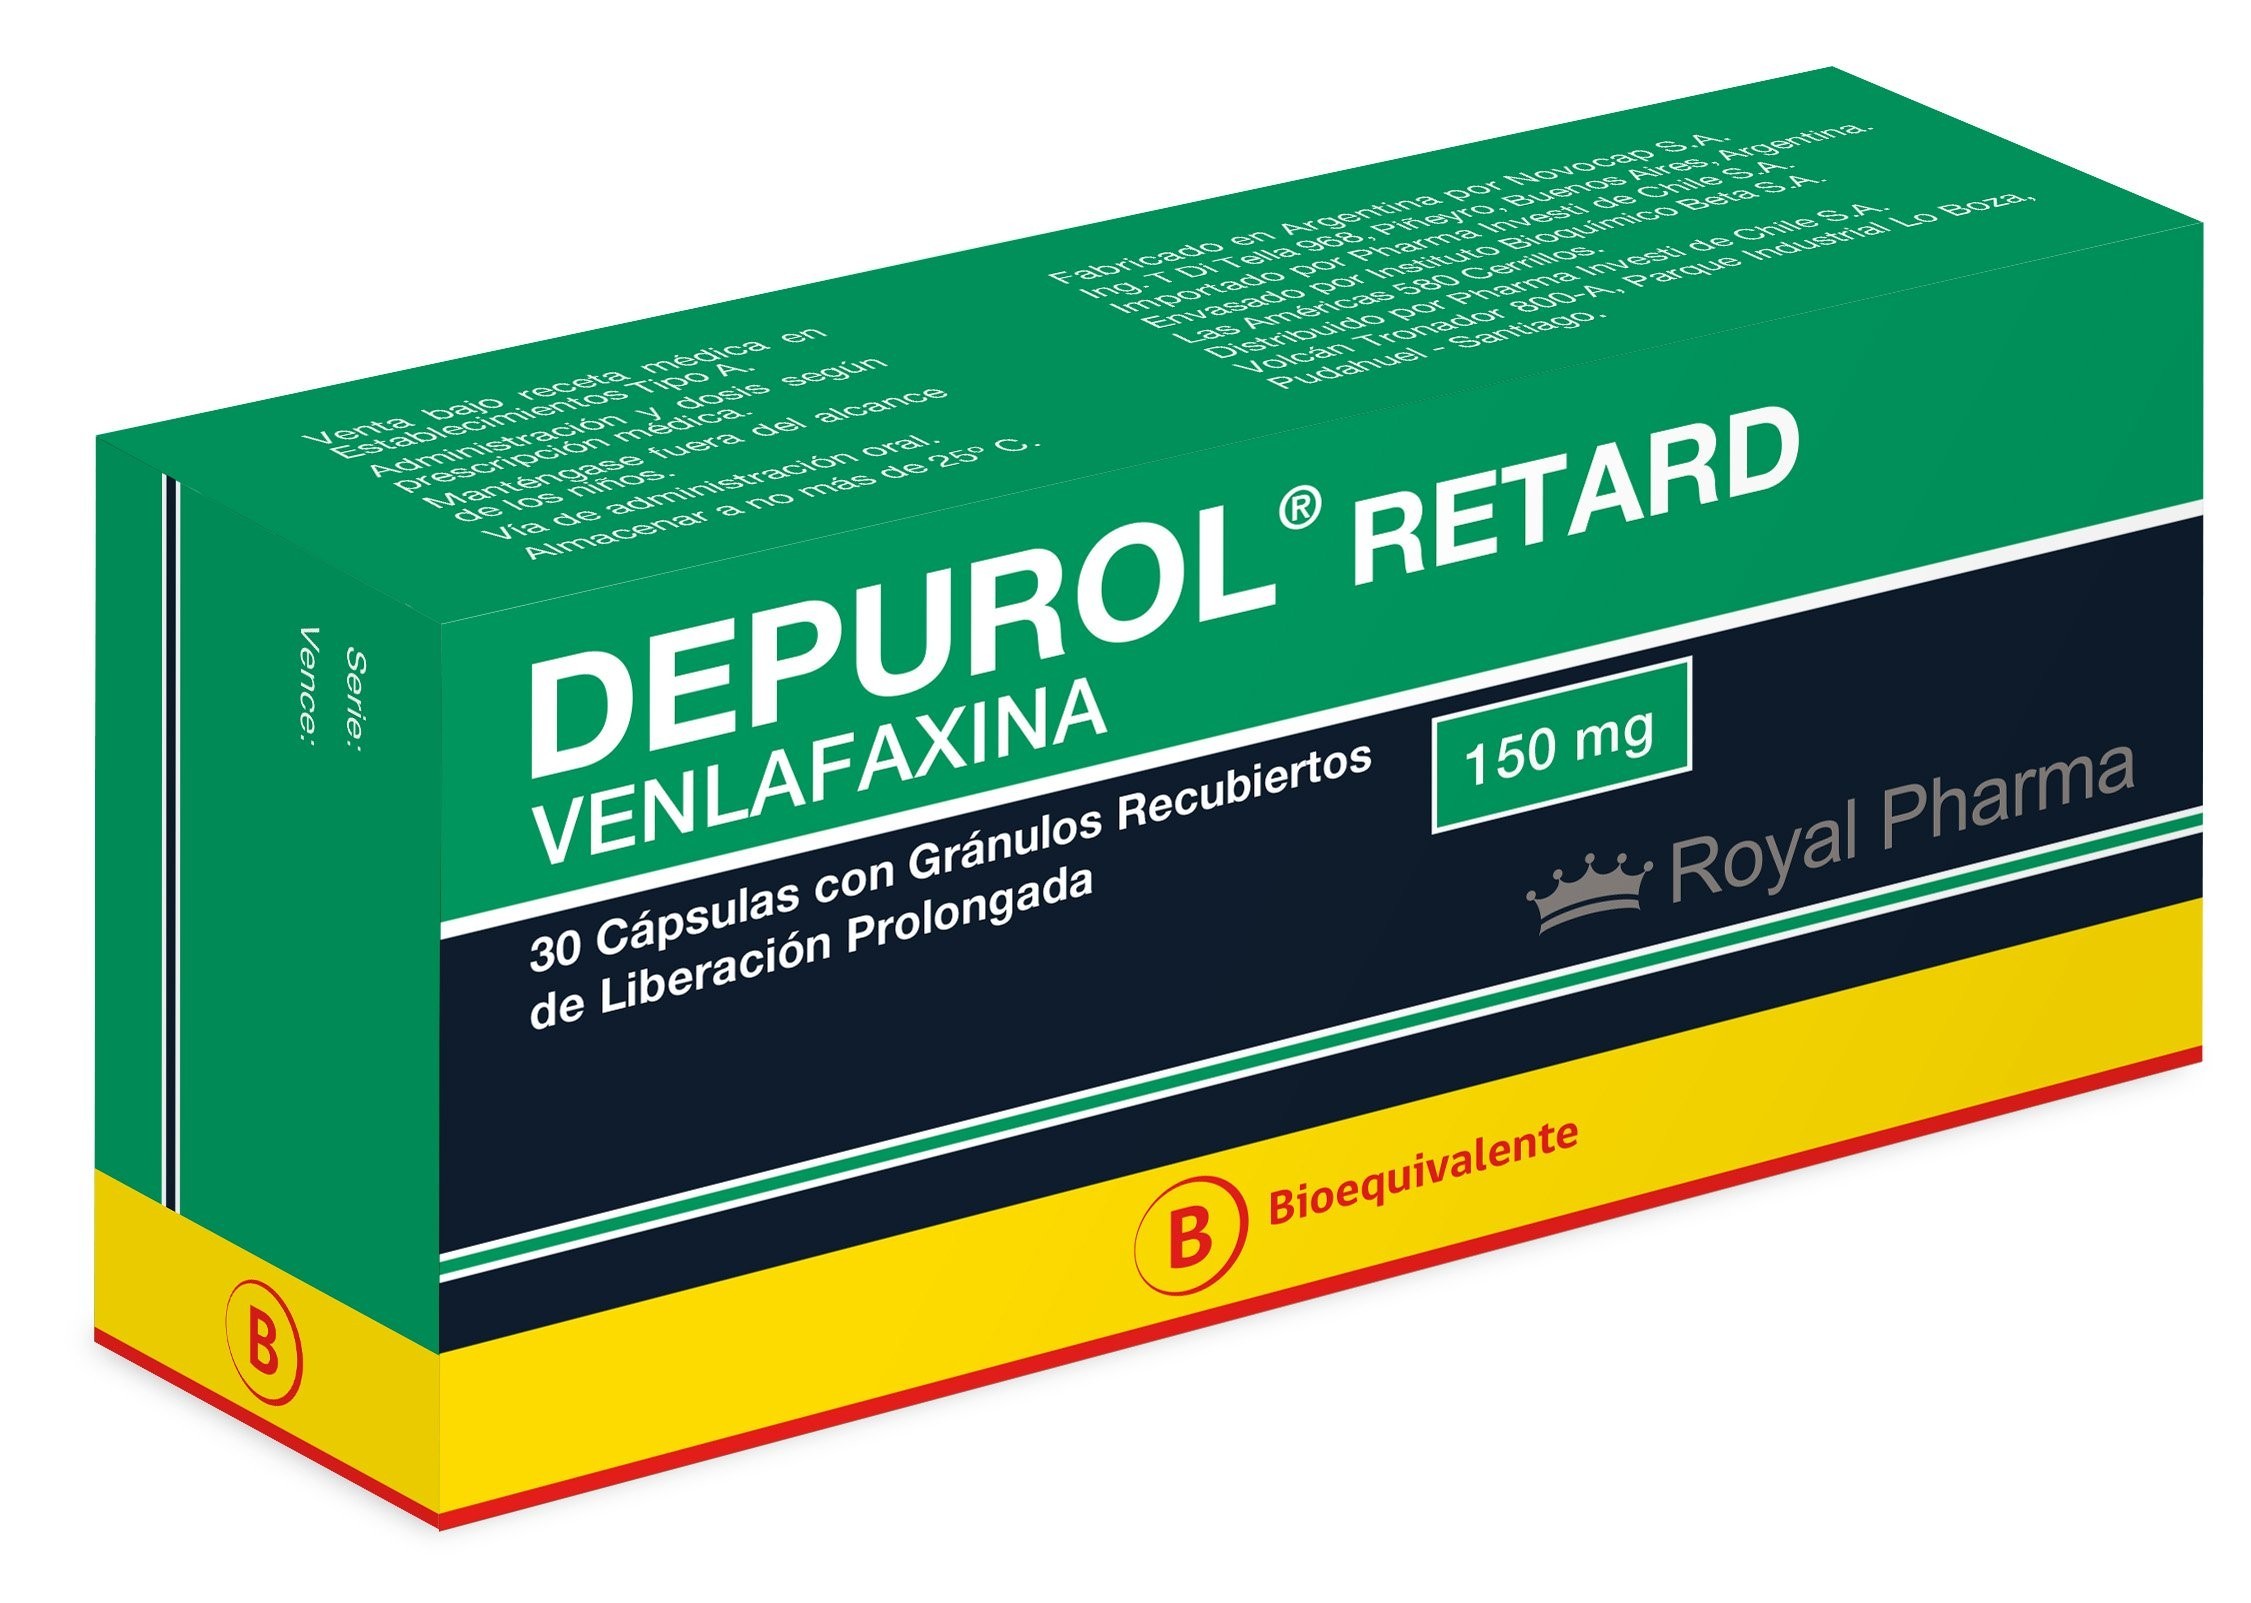 Venta bajo receta médica en
Establecimientos Tipo A.
Administración y dosis según
prescripción médica.
Manténgase fuera del alcance
de los niños.
Vía de administración oral.
Almacenar a no más de 25º C.
Fabricado en Argentina por Novocap S.A.
Ing. T Di Tella 968, Piñeyro, Buenos Aires, Argentina.
Importado por Pharma Investi de Chile S.A.
Envasado por Instituto Bioquímico Beta S.A.
Las Américas 580 Cerrillos.
Distribuido por Pharma Investi de Chile S.A.
Volcán Tronador 800-A, Parque Industrial Lo Boza,
Pudahuel - Santiago.
Serie:
Vence:
DEPUROL® RETARD
VENLAFAXINA
30 Cápsulas con Gránulos Recubiertos
de Liberación Prolongada
150 mg
Royal Pharma
B Bioequivalente
B